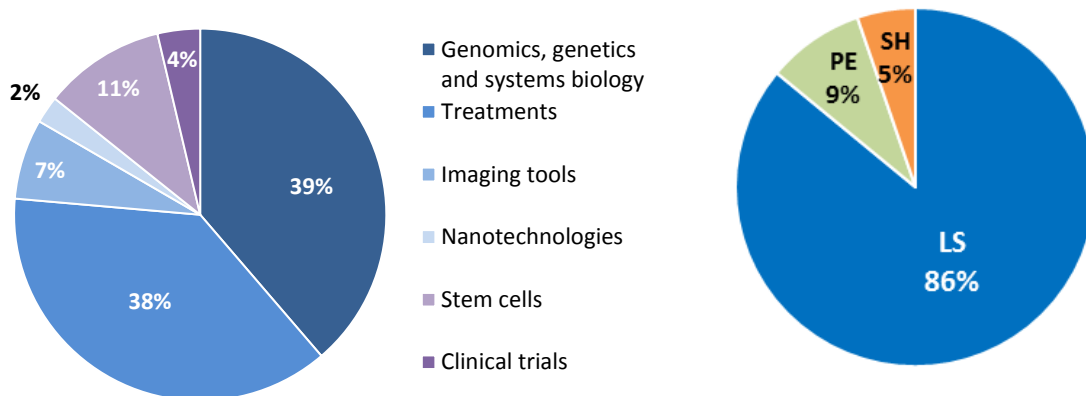 4%
11%
2%
7%
39%
38%
Genomics, genetics
and systems biology
Treatments
Imaging tools
Nanotechnologies
Stem cells
Clinical trials
SH
5%
PE
9%
LS
86%